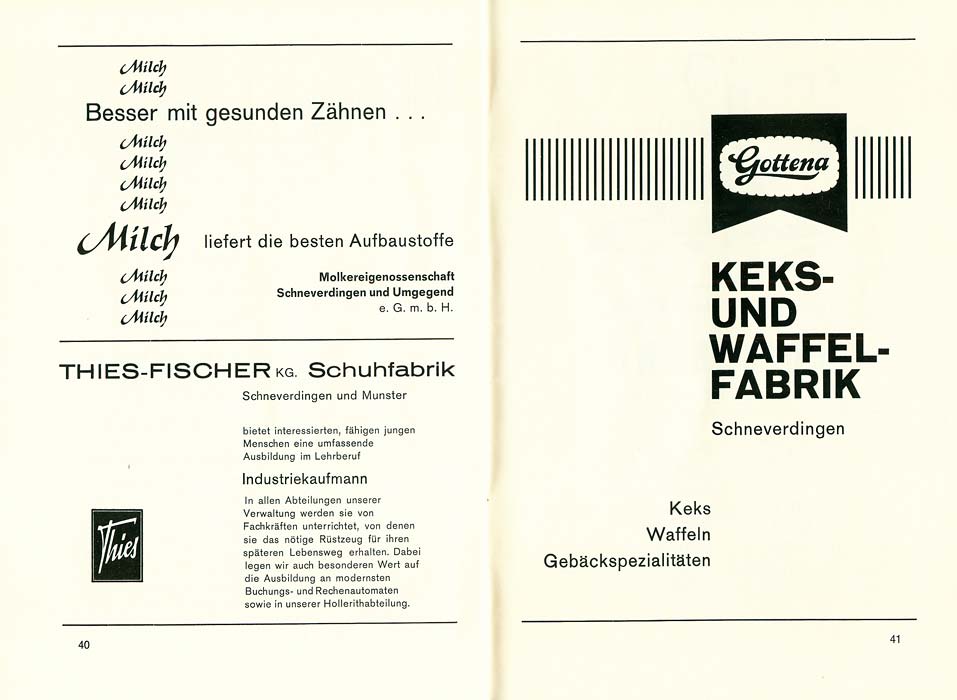 Milch
Milch
Besser mit gesunden Zähnen . . .
Milch
Milch
Milch
Milch
Milch liefert die besten Aufbaustoffe
Milch
Milch
Milch
Molkereigenossenschaft
Schneverdingen und Umgegend
e. G. m. b. H.
THIES-FISCHER KG. Schuhfabrik
Schneverdingen und Munster
bietet interessierten, fähigen jungen
Menschen eine umfassende
Ausbildung im Lehrberuf
Industriekaufmann
In allen Abteilungen unserer
Verwaltung werden sie von
Fachkräften unterrichtet, von denen
sie das nötige Rüstzeug für ihren
späteren Lebensweg erhalten. Dabei
legen wir auch besonderen Wert auf
die Ausbildung an modernsten
Buchungs- und Rechenautomaten
sowie in unserer Hollerithabteilung.
Thies
40
Gottena
KEKS-
UND
WAFFEL-
FABRIK
Schneverdingen
Keks
Waffeln
Gebäckspezialitäten
41